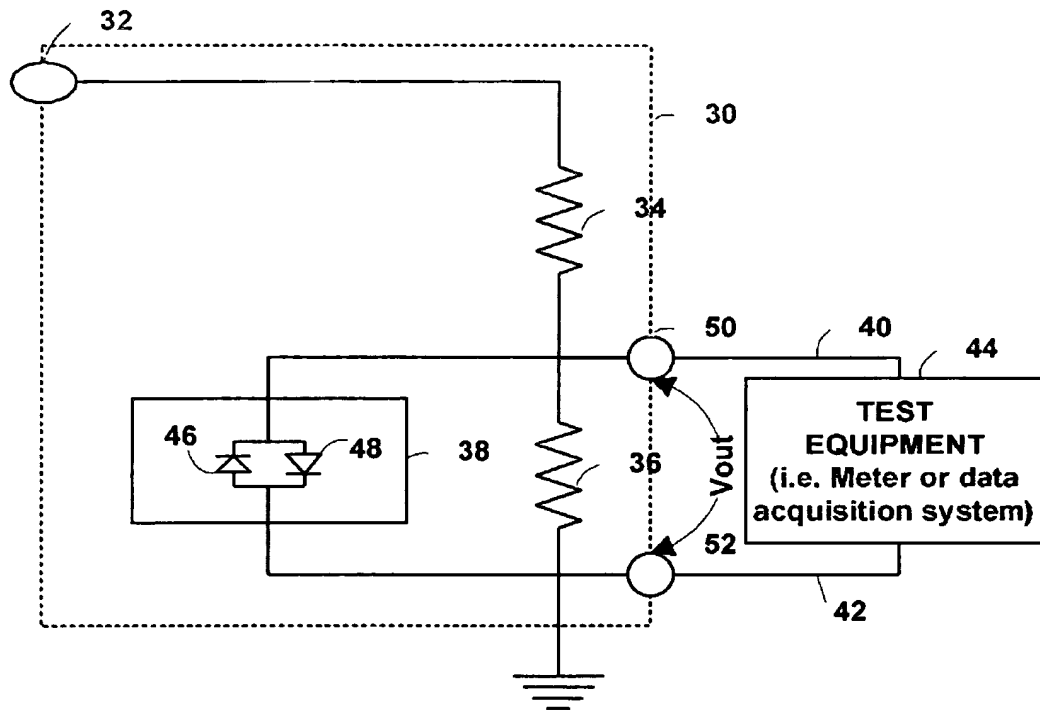 32
30
34
50
40
44
TEST
EQUIPMENT
(i.e. Meter or data
acquisition system)
46
48
38
36
Vout
52
42